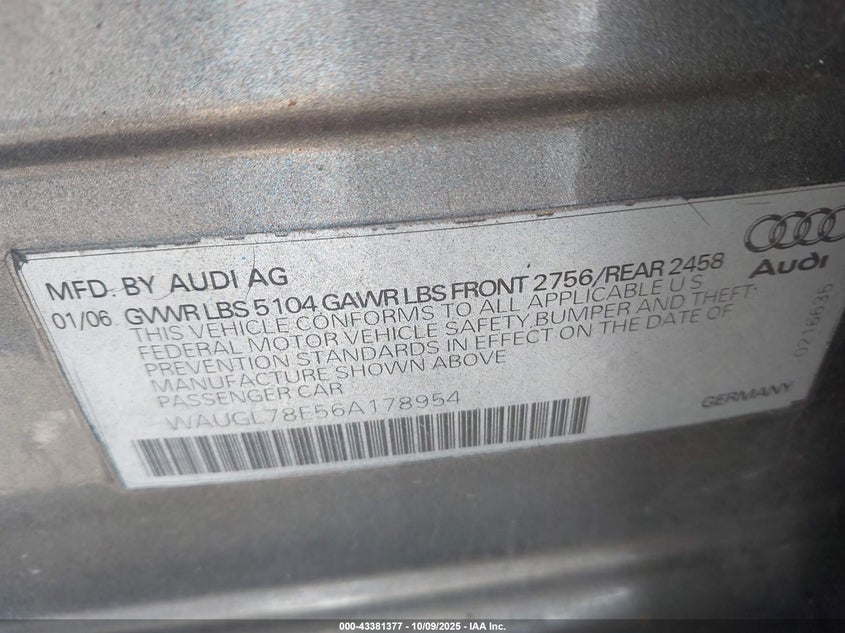 MFD. BY AUDI AG
01/06 GVWR LBS 5104 GAWR LBS FRONT 2756/REAR 2458
THIS VEHICLE CONFORMS TO ALL APPLICABLE U S
FEDERAL MOTOR VEHICLE SAFETY,BUMPER AND THEFT-
PREVENTION STANDARDS IN EFFECT ON THE DATE OF
MANUFACTURE SHOWN ABOVE
PASSENGER CAR
WAUGL78E56A178954
Audi
0216635
GERMANY
000-43381377 - 10/09/2025 - IAA Inc.